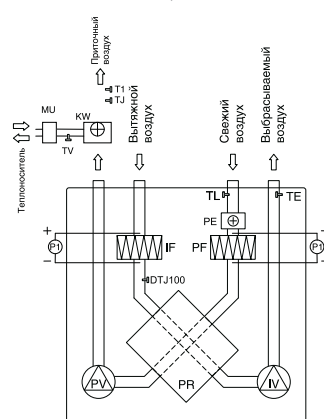 Приточный
воздух
T1
TJ
MU
KW
TV
Теплоноситель
Вытяжной
воздух
Свежий
воздух
Выбрасываемый
воздух
TL
TE
PE
+
-
P1
IF
PF
+
-
P1
DTJ100
PV
PR
IV